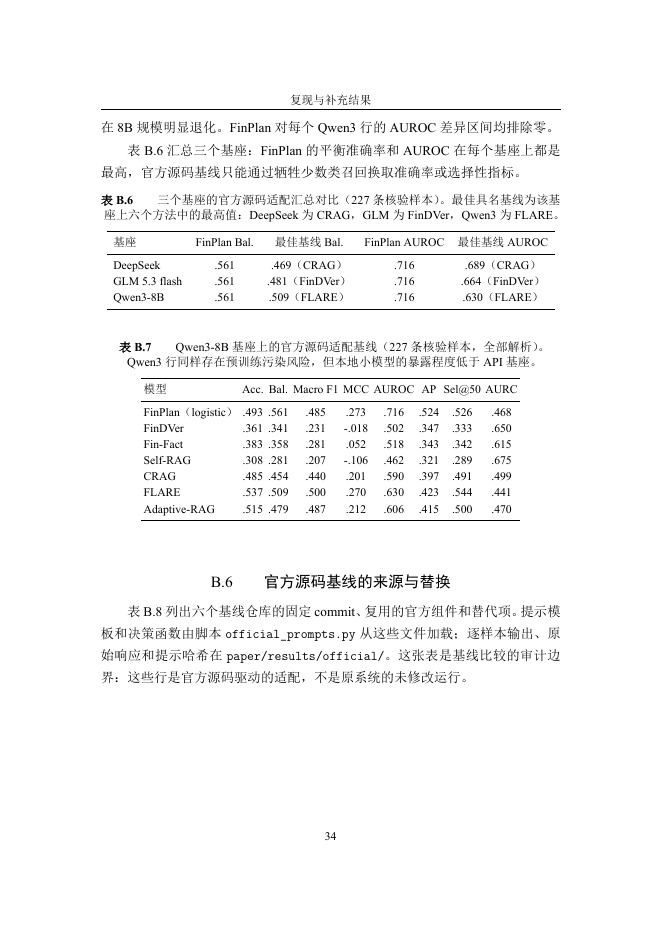 复现与补充结果
在 8B 规模明显退化。FinPlan 对每个 Qwen3 行的 AUROC 差异区间均排除零。
表 B.6 汇总三个基座：FinPlan 的平衡准确率和 AUROC 在每个基座上都是
最高，官方源码基线只能通过牺牲少数类召回换取准确率或选择性指标。
表 B.6 三个基座的官方源码适配汇总对比（227 条核验样本）。最佳具名基线为该基
座上六个方法中的最高值：DeepSeek 为 CRAG，GLM 为 FinDVer，Qwen3 为 FLARE。
基座 FinPlan Bal. 最佳基线 Bal. FinPlan AUROC 最佳基线 AUROC
DeepSeek .561 .469（CRAG） .716 .689（CRAG）
GLM 5.3 flash .561 .481（FinDVer） .716 .664（FinDVer）
Qwen3-8B .561 .509（FLARE） .716 .630（FLARE）
表 B.7 Qwen3-8B 基座上的官方源码适配基线（227 条核验样本，全部解析）。
Qwen3 行同样存在预训练污染风险，但本地小模型的暴露程度低于 API 基座。
模型 Acc. Bal. Macro F1 MCC AUROC AP Sel@50 AURC
FinPlan（logistic） .493 .561 .485 .273 .716 .524 .526 .468
FinDVer .361 .341 .231 -.018 .502 .347 .333 .650
Fin-Fact .383 .358 .281 .052 .518 .343 .342 .615
Self-RAG .308 .281 .207 -.106 .462 .321 .289 .675
CRAG .485 .454 .440 .201 .590 .397 .491 .499
FLARE .537 .509 .500 .270 .630 .423 .544 .441
Adaptive-RAG .515 .479 .487 .212 .606 .415 .500 .470
B.6 官方源码基线的来源与替换
表 B.8 列出六个基线仓库的固定 commit、复用的官方组件和替代项。提示模
板和决策函数由脚本 official_prompts.py 从这些文件加载；逐样本输出、原
始响应和提示哈希在 paper/results/official/。这张表是基线比较的审计边
界：这些行是官方源码驱动的适配，不是原系统的未修改运行。
34